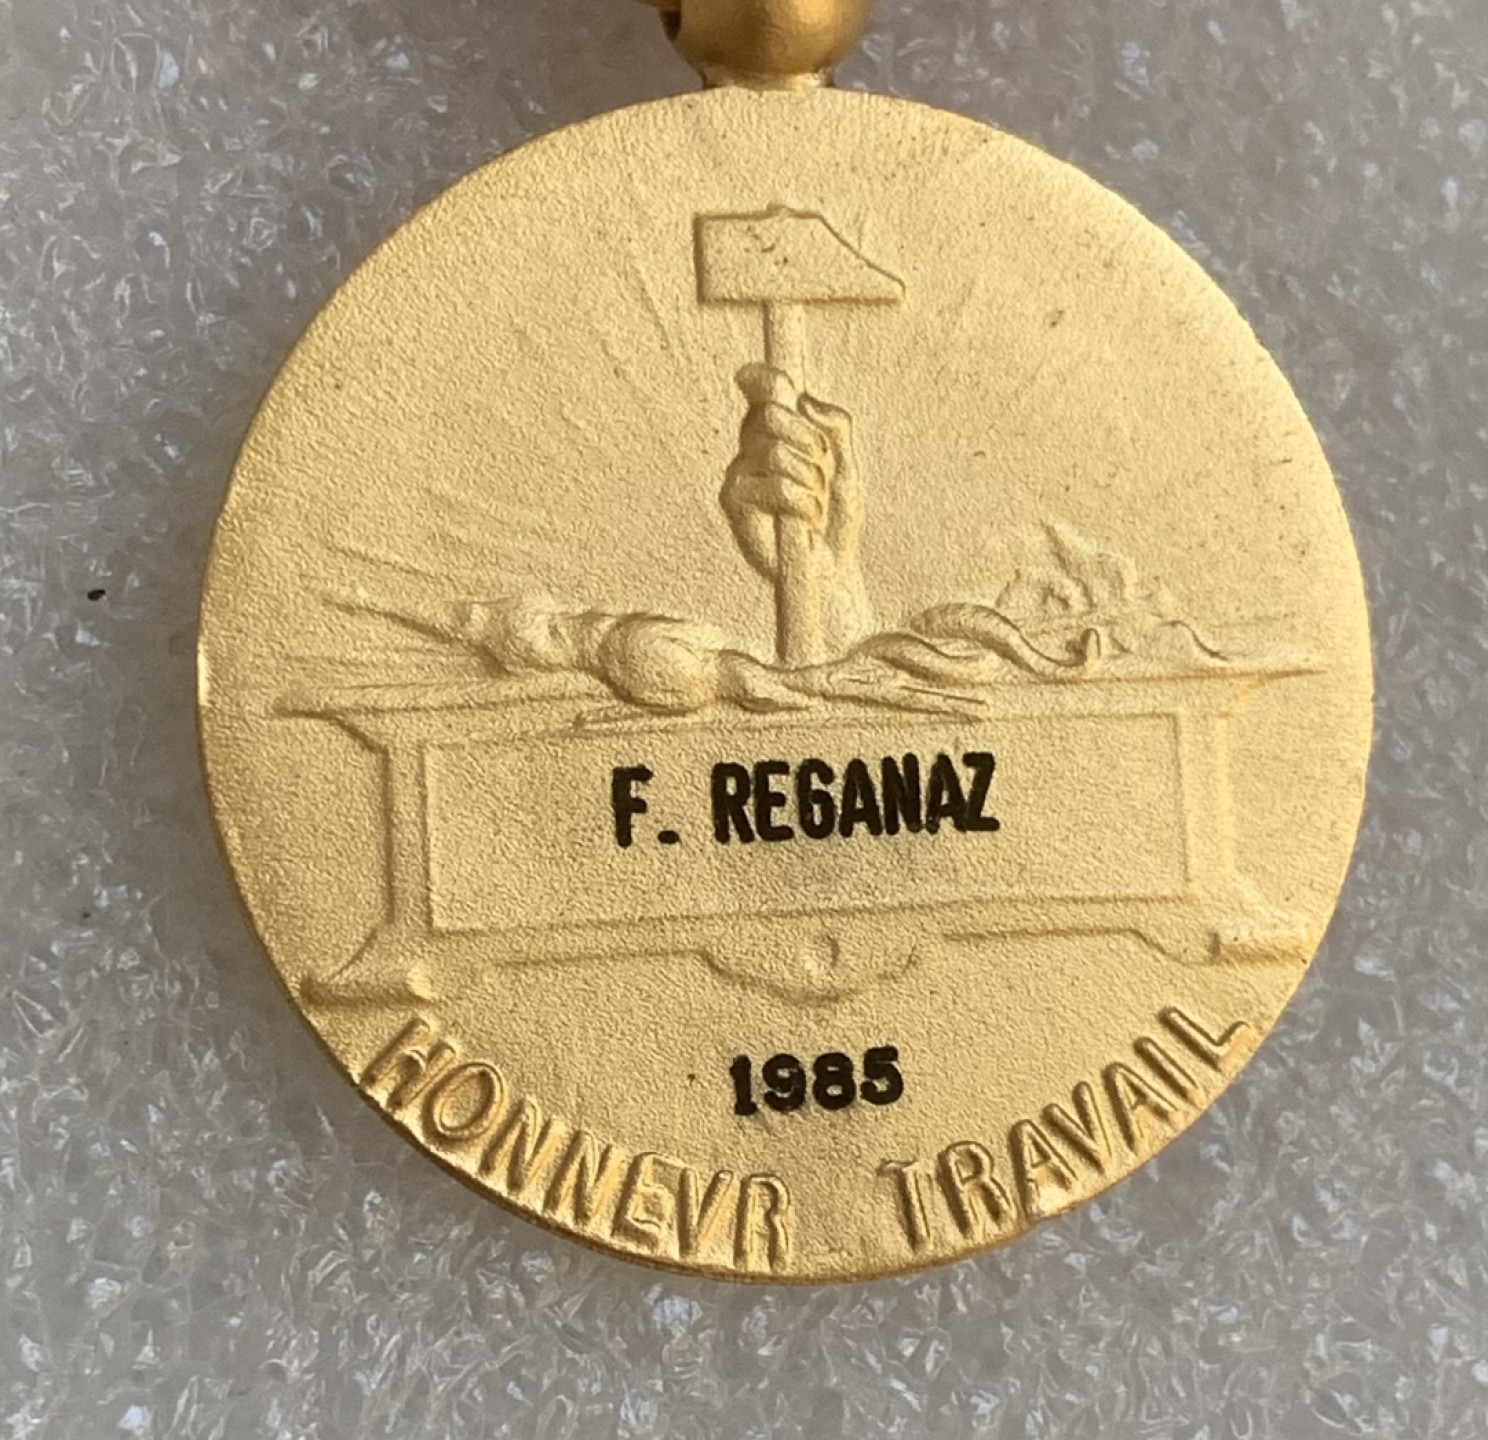 F. REGANAZ
1985
HONNEVR TRAVAIL